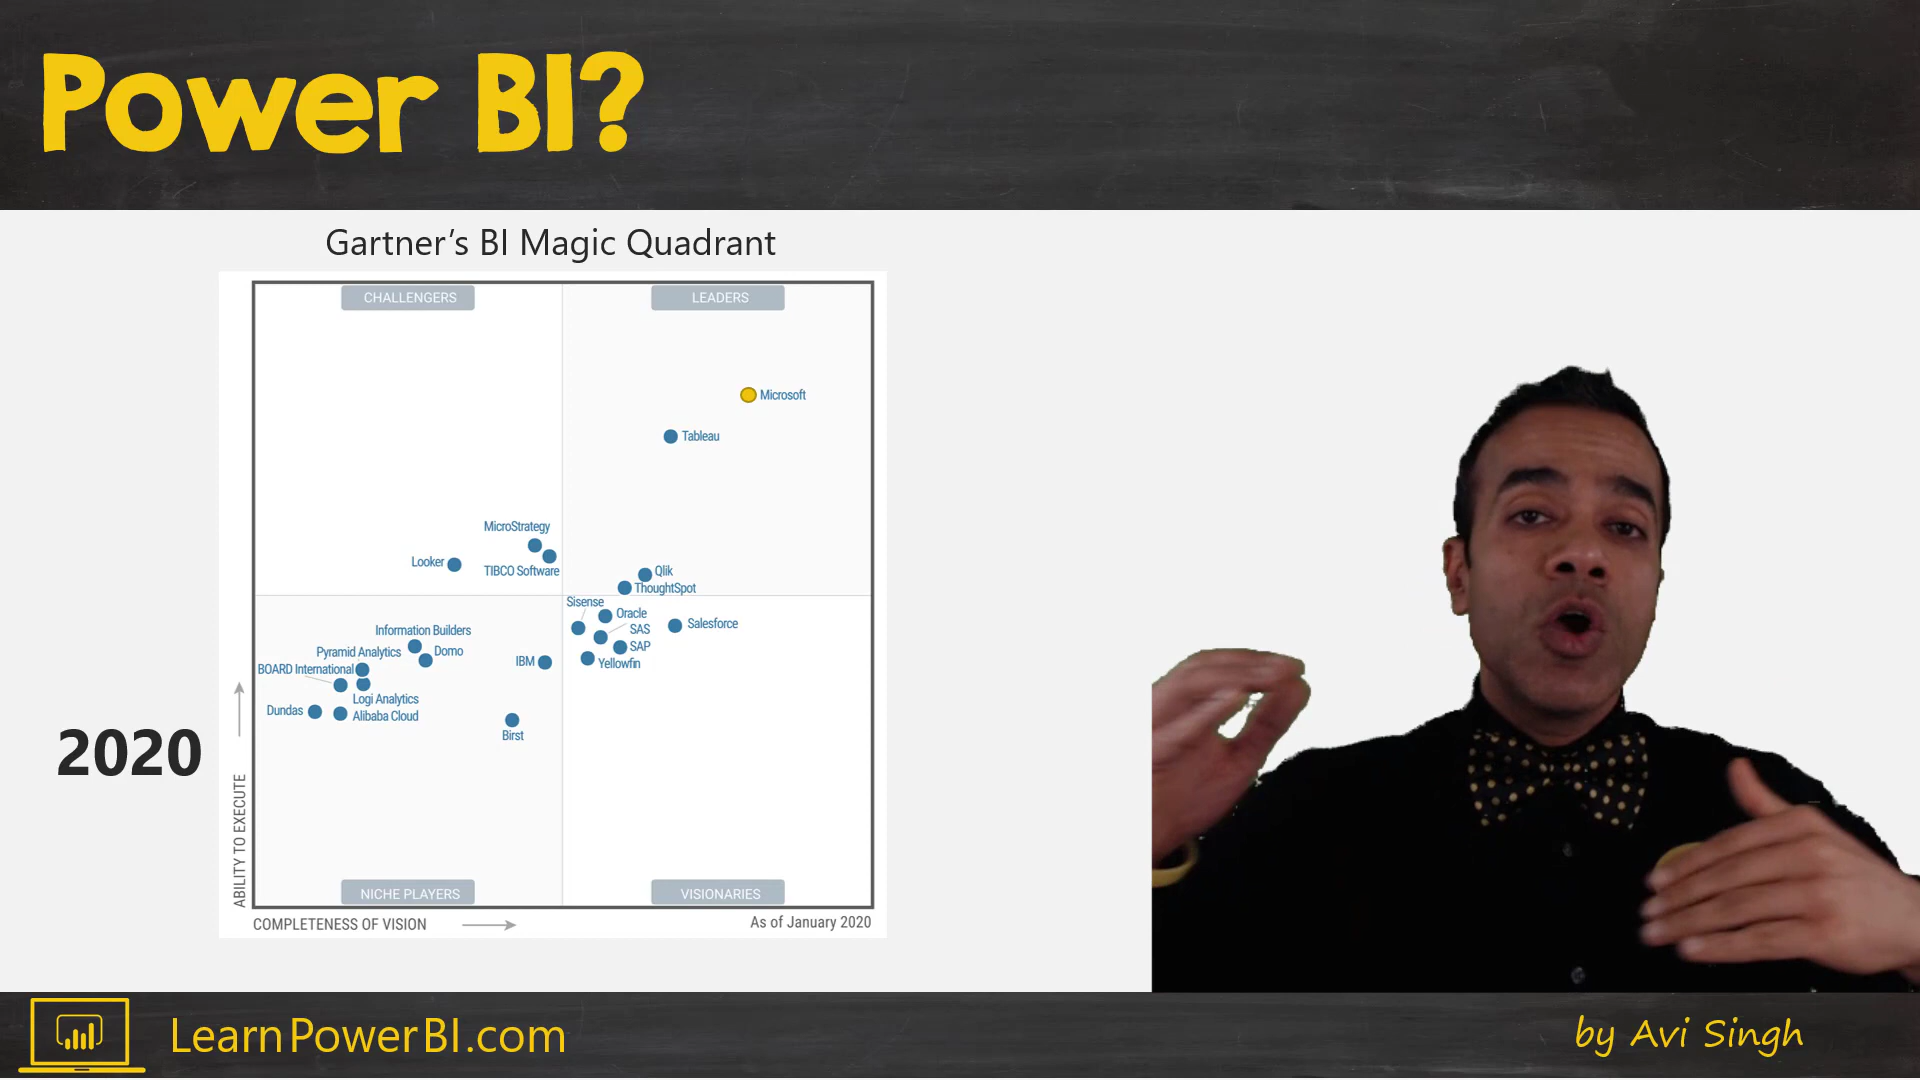 Power BI?
Gartner’s BI Magic Quadrant
CHALLENGERS
LEADERS
Microsoft
Tableau
MicroStrategy
Looker
TIBCO Software
Qlik
ThoughtSpot
Sisense
Oracle
SAS
Salesforce
SAP
Yellowfin
Information Builders
Pyramid Analytics
Domo
BOARD International
IBM
Logi Analytics
Dundas
Alibaba Cloud
Birst
2020
ABILITY TO EXECUTE
NICHE PLAYERS
VISIONARIES
COMPLETENESS OF VISION
As of January 2020
LearnPowerBI.com
by Avi Singh